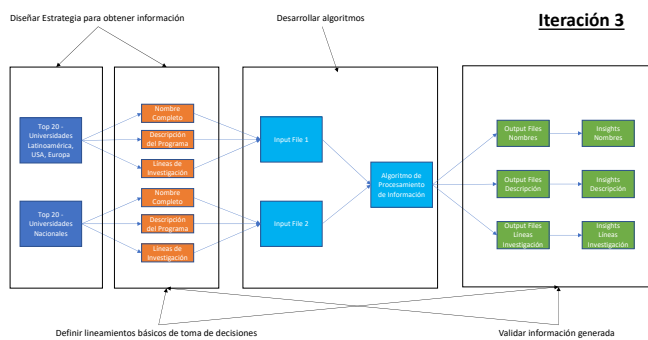 Diseñar Estrategia para obtener información
Desarrollar algoritmos
Iteración 3
Top 20 -
Universidades
Latinoamérica,
USA, Europa
Nombre
Completo
Descripción
del Programa
Líneas de
Investigación
Input File 1
Top 20 -
Universidades
Nacionales
Nombre
Completo
Descripción
del Programa
Líneas de
Investigación
Input File 2
Algoritmo de
Procesamiento
de Información
Output Files
Nombres
Insights
Nombres
Output Files
Descripción
Insights
Descripción
Output Files
Líneas
Investigación
Insights
Líneas
Investigación
Definir lineamientos básicos de toma de decisiones
Validar información generada